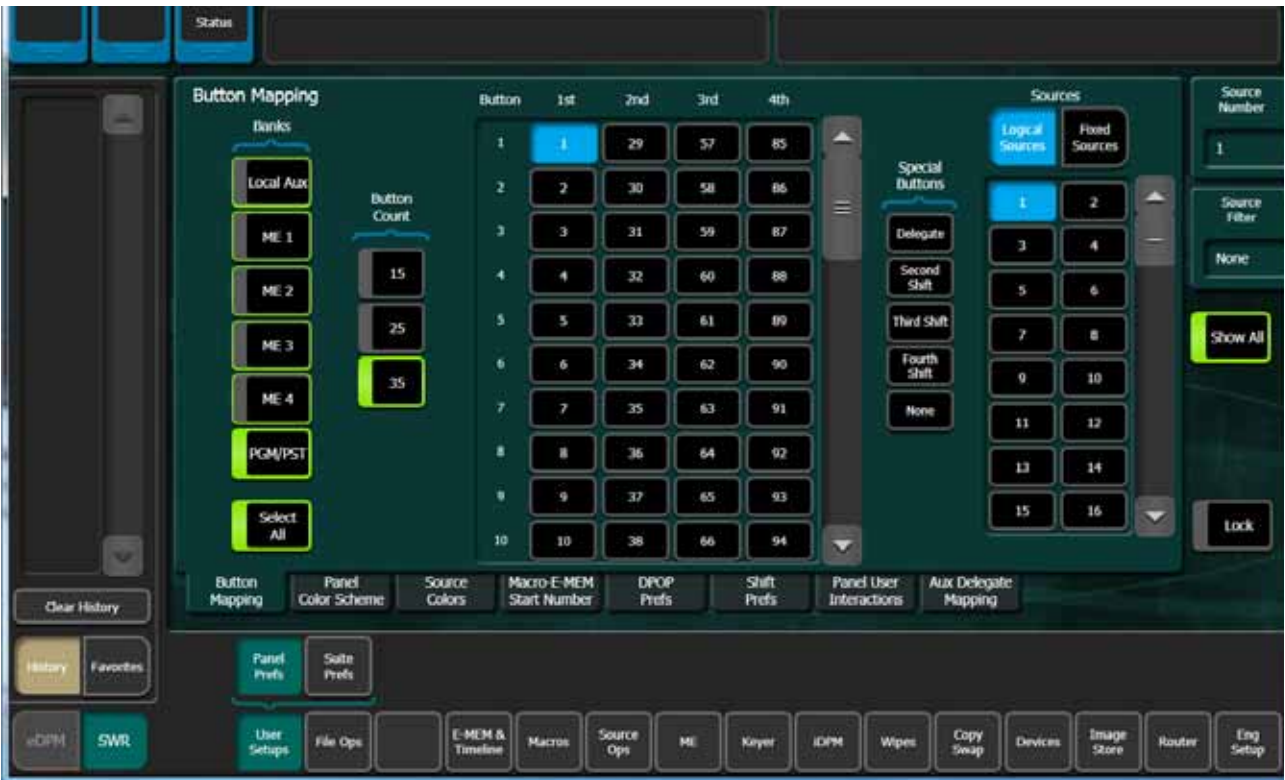 Status
Button Mapping
Banks
Local Aux
ME 1
ME 2
ME 3
ME 4
PGM/PST
Select
All
Button
Count
15
25
35
Button 1st 2nd 3rd 4th
1 1 29 57 85
2 2 30 58 86
3 3 31 59 87
4 4 32 60 88
5 5 33 61 89
6 6 34 62 90
7 7 35 63 91
8 8 36 64 92
9 9 37 65 93
10 10 38 66 94
Special
Buttons
Delegate
Second
Shift
Third Shift
Fourth
Shift
None
Sources
Logical
Sources
Fixed
Sources
1 2
3 4
5 6
7 8
9 10
11 12
13 14
15 16
Source
Number
1
Source
Filter
None
Show All
Lock
Button
Mapping
Panel
Color Scheme
Source
Colors
Macro-E-MEM
Start Number
DPOP
Prefs
Shift
Prefs
Panel User
Interactions
Aux Delegate
Mapping
Clear History
History
Favorites
Panel
Prefs
Suite
Prefs
eDPM
SWR
User
Setups
File Ops
E-MEM &
Timeline
Macros
Source
Ops
ME
Keyer
iDPM
Wipes
Copy
Swap
Devices
Image
Store
Router
Eng
Setup